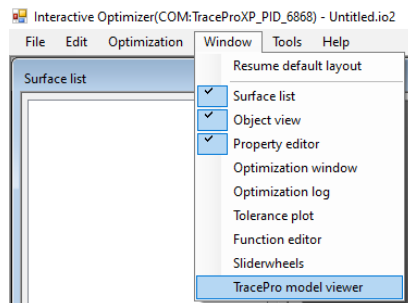 Interactive Optimizer(COM:TraceProXP_PID_6868) - Untitled.io2
File Edit Optimization Window Tools Help
Surface list
Resume default layout
Surface list
Object view
Property editor
Optimization window
Optimization log
Tolerance plot
Function editor
Sliderwheels
TracePro model viewer